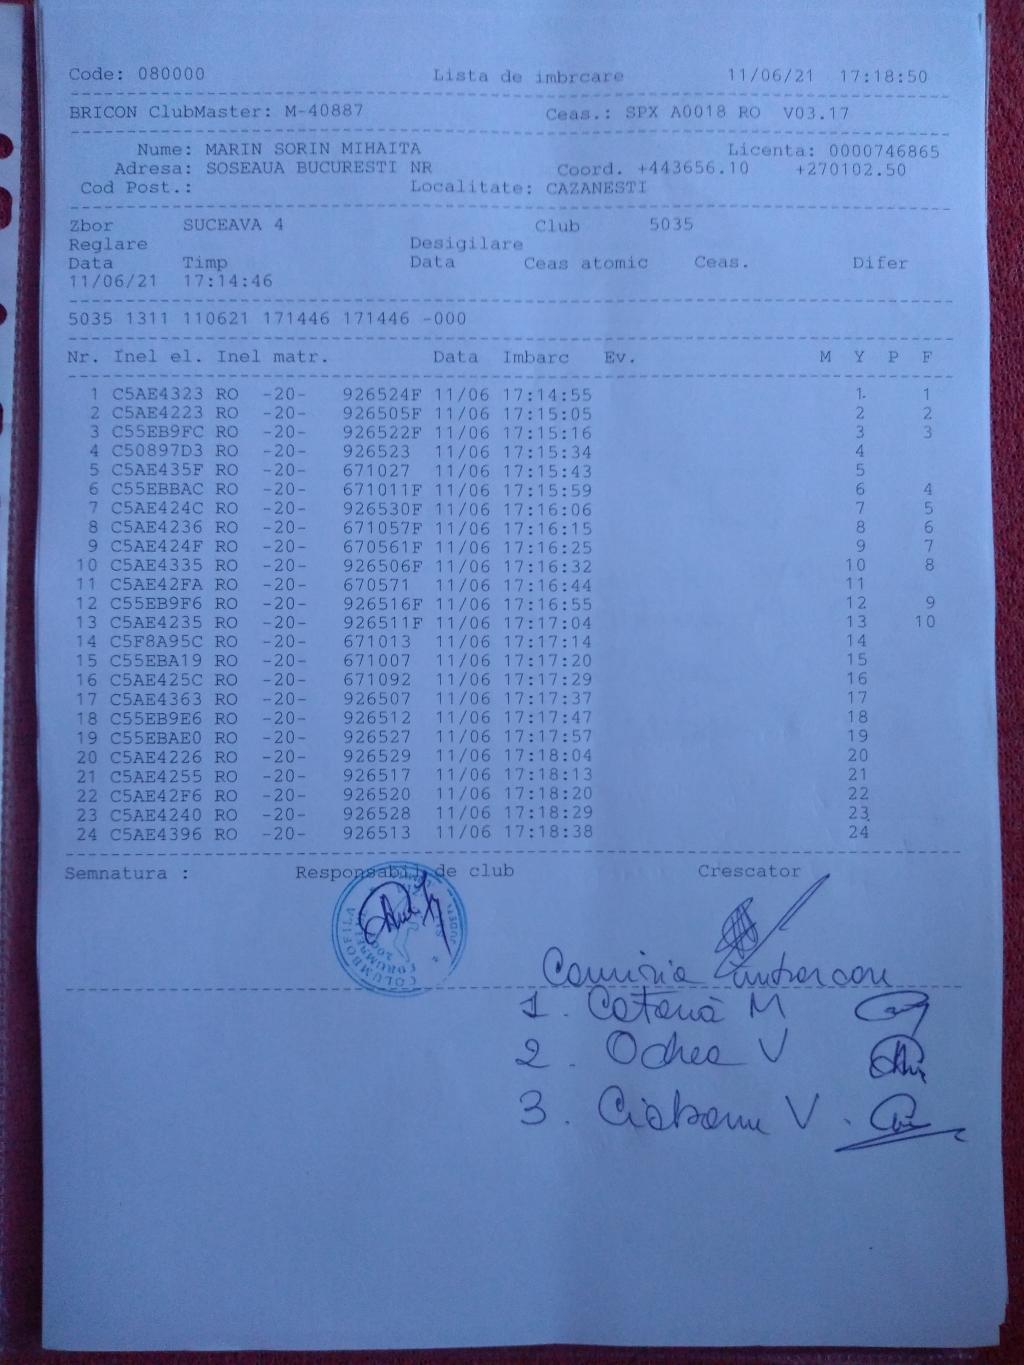 Code: 080000 Lista de imbrcare 11/06/21 17:18:50
BRICON ClubMaster: M-40887 Ceas.: SPX A0018 RO V03.17
Nume: MARIN SORIN MIHAITA Licenta: 0000746865
Adresa: SOSEAUA BUCURESTI NR Coord. +443656.10 +270102.50
Cod Post.: Localitate: CAZANESTI
Zbor SUCEAVA 4 Club 5035
Reglare Desigilare
Data Timp Data Ceas atomic Ceas. Difer
11/06/21 17:14:46
5035 1311 110621 171446 171446 -000
Nr. Inel el. Inel matr. Data Imbarc Ev. M Y P F
1 C5AE4323 RO -20- 926524F 11/06 17:14:55 1 1
2 C5AE4223 RO -20- 926505F 11/06 17:15:05 2 2
3 C55EB9FC RO -20- 926522F 11/06 17:15:16 3 3
4 C50897D3 RO -20- 926523 11/06 17:15:34 4
5 C5AE435F RO -20- 671027 11/06 17:15:43 5
6 C55EBBAC RO -20- 671011F 11/06 17:15:59 6 4
7 C5AE424C RO -20- 926530F 11/06 17:16:06 7 5
8 C5AE4236 RO -20- 671057F 11/06 17:16:15 8 6
9 C5AE424F RO -20- 670561F 11/06 17:16:25 9 7
10 C5AE4335 RO -20- 926506F 11/06 17:16:32 10 8
11 C5AE42FA RO -20- 670571 11/06 17:16:44 11
12 C55EB9F6 RO -20- 926516F 11/06 17:16:55 12 9
13 C5AE4235 RO -20- 926511F 11/06 17:17:04 13 10
14 C5F8A95C RO -20- 671013 11/06 17:17:14 14
15 C55EBA19 RO -20- 671007 11/06 17:17:20 15
16 C5AE425C RO -20- 671092 11/06 17:17:29 16
17 C5AE4363 RO -20- 926507 11/06 17:17:37 17
18 C55EB9E6 RO -20- 926512 11/06 17:17:47 18
19 C55EBAE0 RO -20- 926527 11/06 17:17:57 19
20 C5AE4226 RO -20- 926529 11/06 17:18:04 20
21 C5AE4255 RO -20- 926517 11/06 17:18:13 21
22 C5AE42F6 RO -20- 926520 11/06 17:18:20 22
23 C5AE4240 RO -20- 926528 11/06 17:18:29 23
24 C5AE4396 RO -20- 926513 11/06 17:18:38 24
Semnatura : Responsabil de club Crescator
COLUMBOFILA
Comisia
1. Catană M
2. Odhea V
3. V.